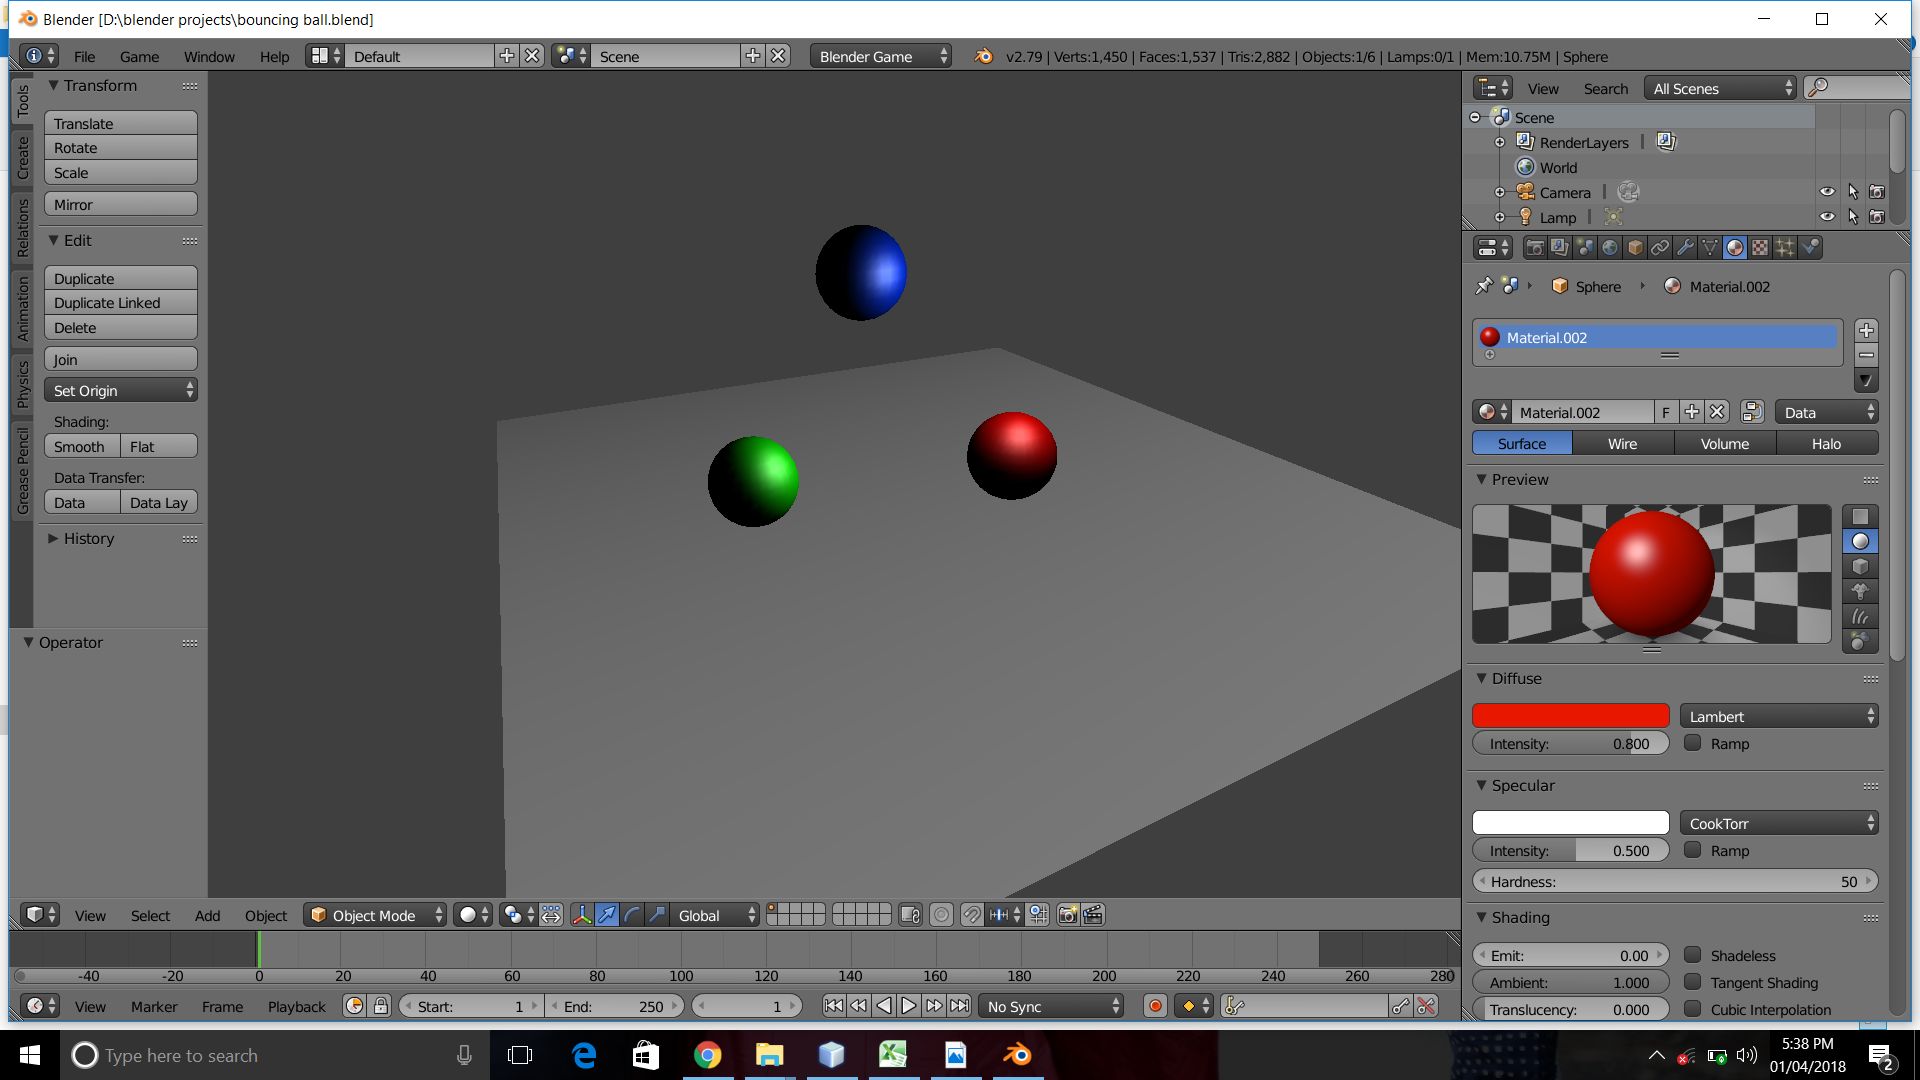 Blender [D:\blender projects\bouncing ball.blend]
File Game Window Help Default Scene Blender Game v2.79 | Verts:1,450 | Faces:1,537 | Tris:2,882 | Objects:1/6 | Lamps:0/1 | Mem:10.75M | Sphere
Tools
Create
Relations
Animation
Physics
Grease Pencil
Transform
Translate
Rotate
Scale
Mirror
Edit
Duplicate
Duplicate Linked
Delete
Join
Set Origin
Shading:
Smooth Flat
Data Transfer:
Data Data Lay
History
Operator
View Search All Scenes
Scene
RenderLayers |
World
Camera |
Lamp |
Sphere Material.002
Material.002
Material.002 F Data
Surface Wire Volume Halo
Preview
Diffuse
Lambert
Intensity: 0.800 Ramp
Specular
CookTorr
Intensity: 0.500 Ramp
Hardness: 50
Shading
Emit: 0.00 Shadeless
Ambient: 1.000 Tangent Shading
Translucency: 0.000 Cubic Interpolation
View Select Add Object Object Mode Global
-40 -20 0 20 40 60 80 100 120 140 160 180 200 220 240 260 280
View Marker Frame Playback Start: 1 End: 250 1 No Sync
Type here to search
5:38 PM
01/04/2018
2